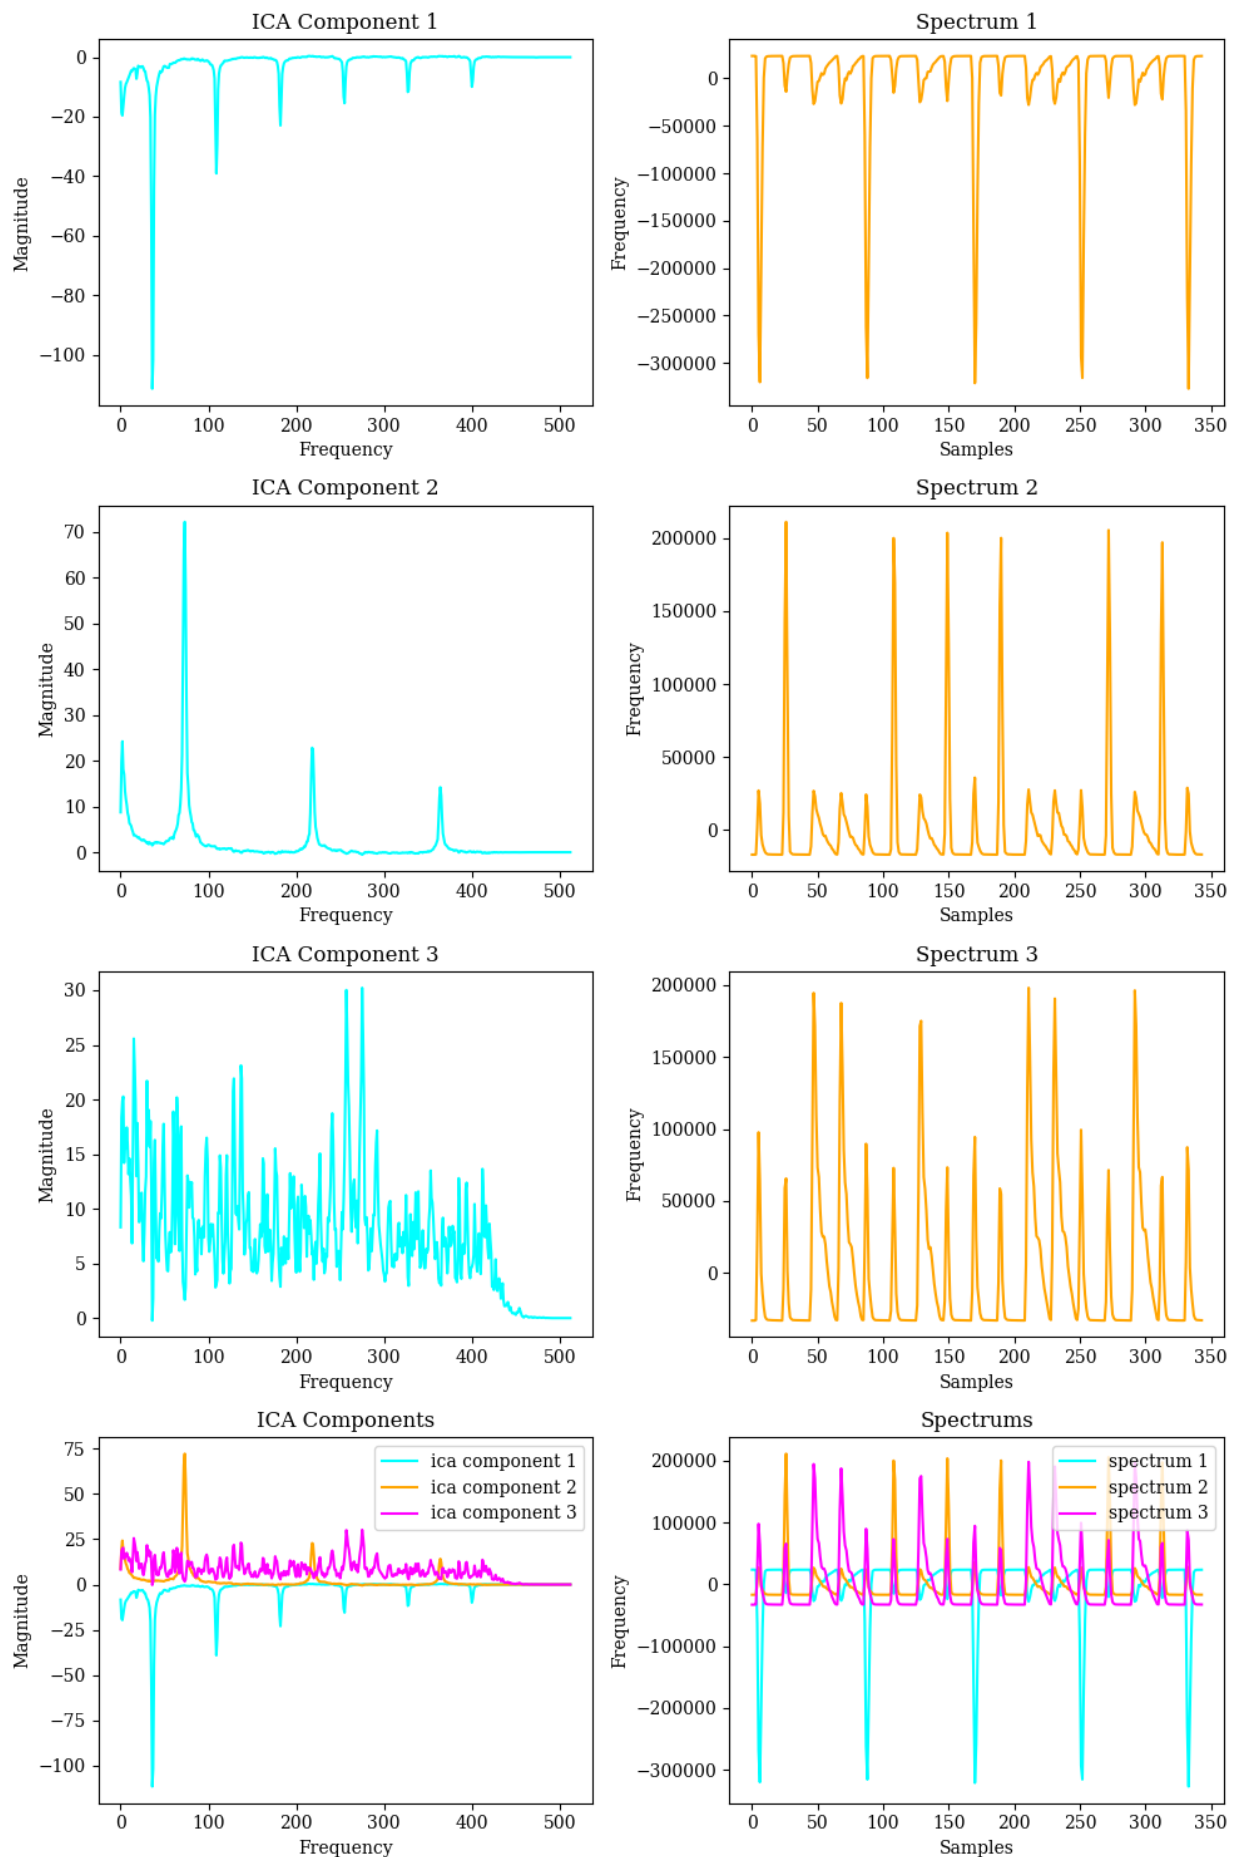 ICA Component 1
Magnitude
0
−20
−40
−60
−80
−100
0 100 200 300 400 500
Frequency
Spectrum 1
Frequency
0
−50000
−100000
−150000
−200000
−250000
−300000
0 50 100 150 200 250 300 350
Samples
ICA Component 2
Magnitude
70
60
50
40
30
20
10
0
0 100 200 300 400 500
Frequency
Spectrum 2
Frequency
200000
150000
100000
50000
0
0 50 100 150 200 250 300 350
Samples
ICA Component 3
Magnitude
30
25
20
15
10
5
0
0 100 200 300 400 500
Frequency
Spectrum 3
Frequency
200000
150000
100000
50000
0
0 50 100 150 200 250 300 350
Samples
ICA Components
Magnitude
75
50
25
0
−25
−50
−75
−100
ica component 1
ica component 2
ica component 3
0 100 200 300 400 500
Frequency
Spectrums
Frequency
200000
100000
0
−100000
−200000
−300000
spectrum 1
spectrum 2
spectrum 3
0 50 100 150 200 250 300 350
Samples